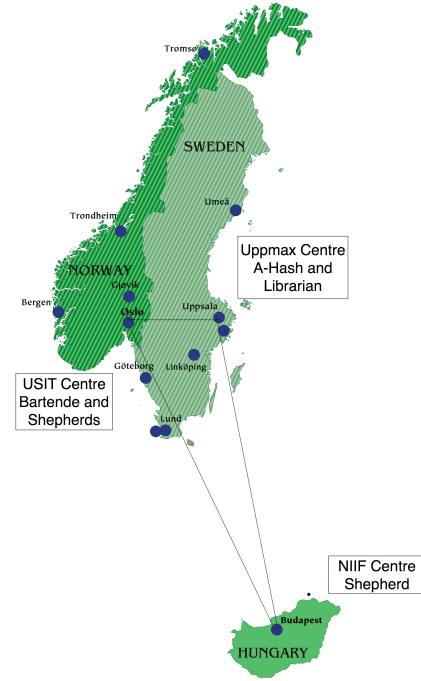 Tromsø
SWEDEN
Umeå
Trondheim
Uppmax Centre
A-Hash and
Librarian
NORWAY
Gjøvik
Bergen
Uppsala
Oslo
Göteborg
Linköping
USIT Centre
Bartende and
Shepherds
Lund
NIIF Centre
Shepherd
Budapest
HUNGARY